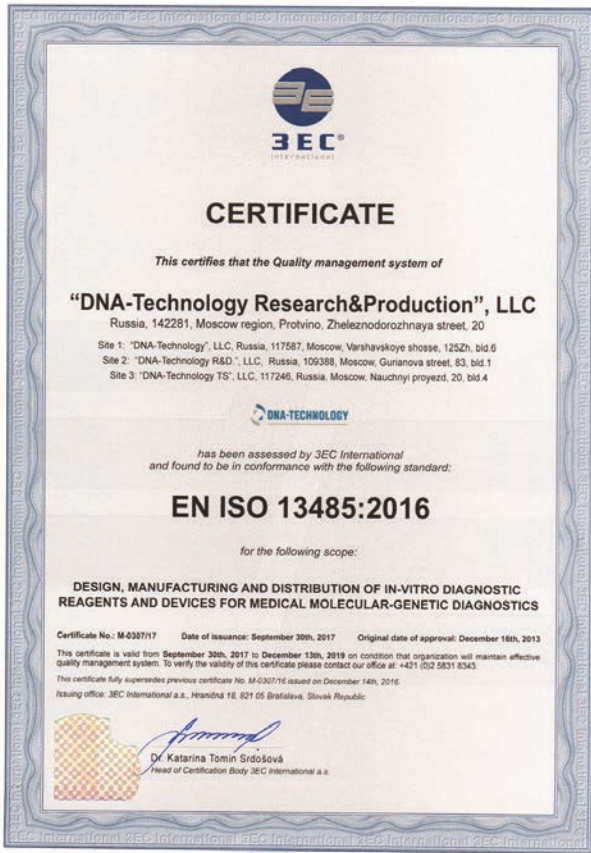 3EC®
international
CERTIFICATE
This certifies that the Quality management system of
“DNA-Technology Research&Production”, LLC
Russia, 142281, Moscow region, Protvino, Zheleznodorozhnaya street, 20
Site 1: “DNA-Technology”, LLC, Russia, 117587, Moscow, Varshavskoye shosse, 125Zh, bld.6
Site 2: “DNA-Technology R&D.”, LLC, Russia, 109388, Moscow, Gurianova street, 83, bld.1
Site 3: “DNA-Technology TS”, LLC, 117246, Russia, Moscow, Nauchnyi proyezd, 20, bld.4
DNA-TECHNOLOGY
has been assessed by 3EC International
and found to be in conformance with the following standard:
EN ISO 13485:2016
for the following scope:
DESIGN, MANUFACTURING AND DISTRIBUTION OF IN-VITRO DIAGNOSTIC
REAGENTS AND DEVICES FOR MEDICAL MOLECULAR-GENETIC DIAGNOSTICS
Certificate No.: M-0307/17 Date of issuance: September 30th, 2017 Original date of approval: December 16th, 2013
This certificate is valid from September 30th, 2017 to December 13th, 2019 on condition that organization will maintain effective
quality management system. To verify the validity of this certificate please contact our office at: +421 (0)2 5831 8343.
This certificate fully supersedes previous certificate No. M-0307/16 issued on December 14th, 2016.
Issuing office: 3EC International a.s., Hraničná 18, 821 05 Bratislava, Slovak Republic
Dr. Katarina Tomin Srdošová
Head of Certification Body 3EC International a.s.